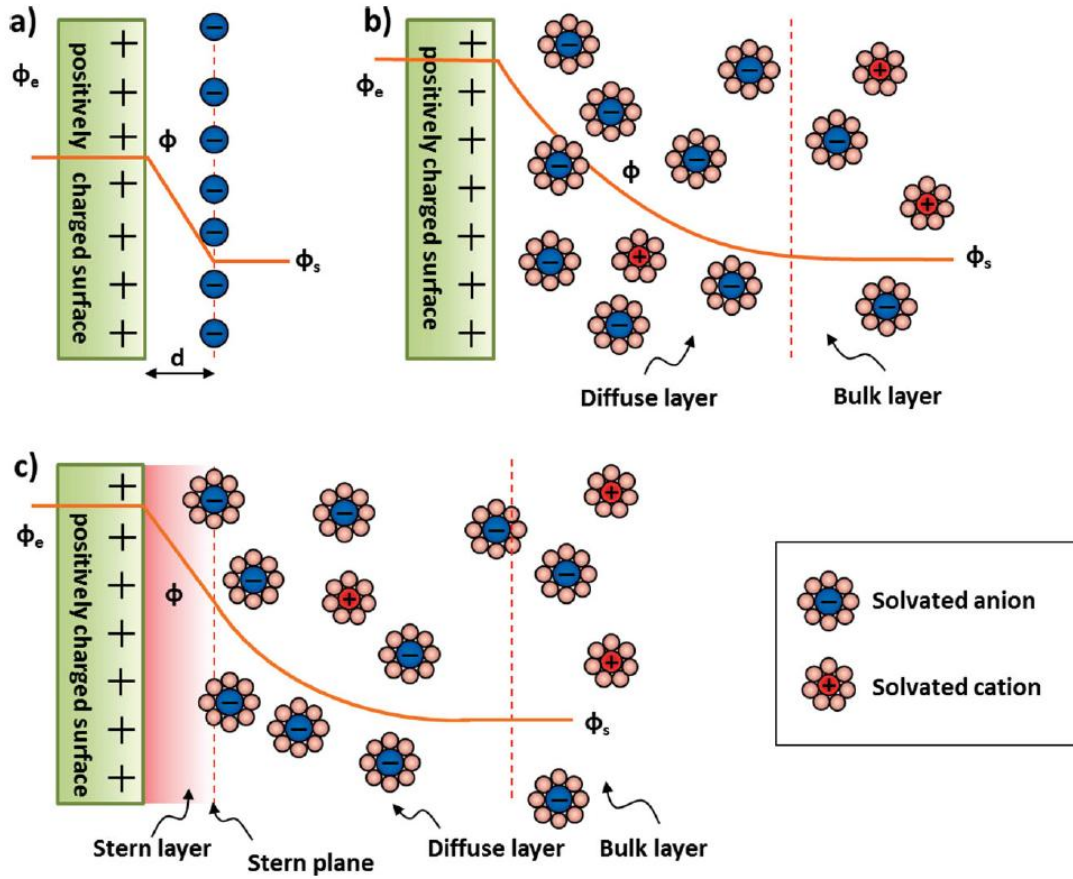 a)
ϕe
positively charged surface
+
+
+
+
+
+
+
ϕ
−
−
−
−
−
−
−
ϕs
d
b)
ϕe
positively charged surface
+
+
+
+
+
+
+
ϕ
−
−
−
−
−
−
+
−
−
+
−
+
−
ϕs
Diffuse layer
Bulk layer
c)
ϕe
positively charged surface
+
+
+
+
+
+
+
ϕ
−
−
−
+
−
−
−
−
−
+
−
+
−
ϕs
Stern layer
Stern plane
Diffuse layer
Bulk layer
− Solvated anion
+ Solvated cation